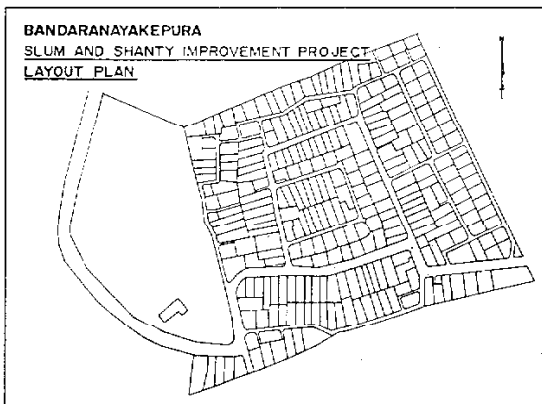 BANDARANAYAKEPURA
SLUM AND SHANTY IMPROVEMENT PROJECT
LAYOUT PLAN